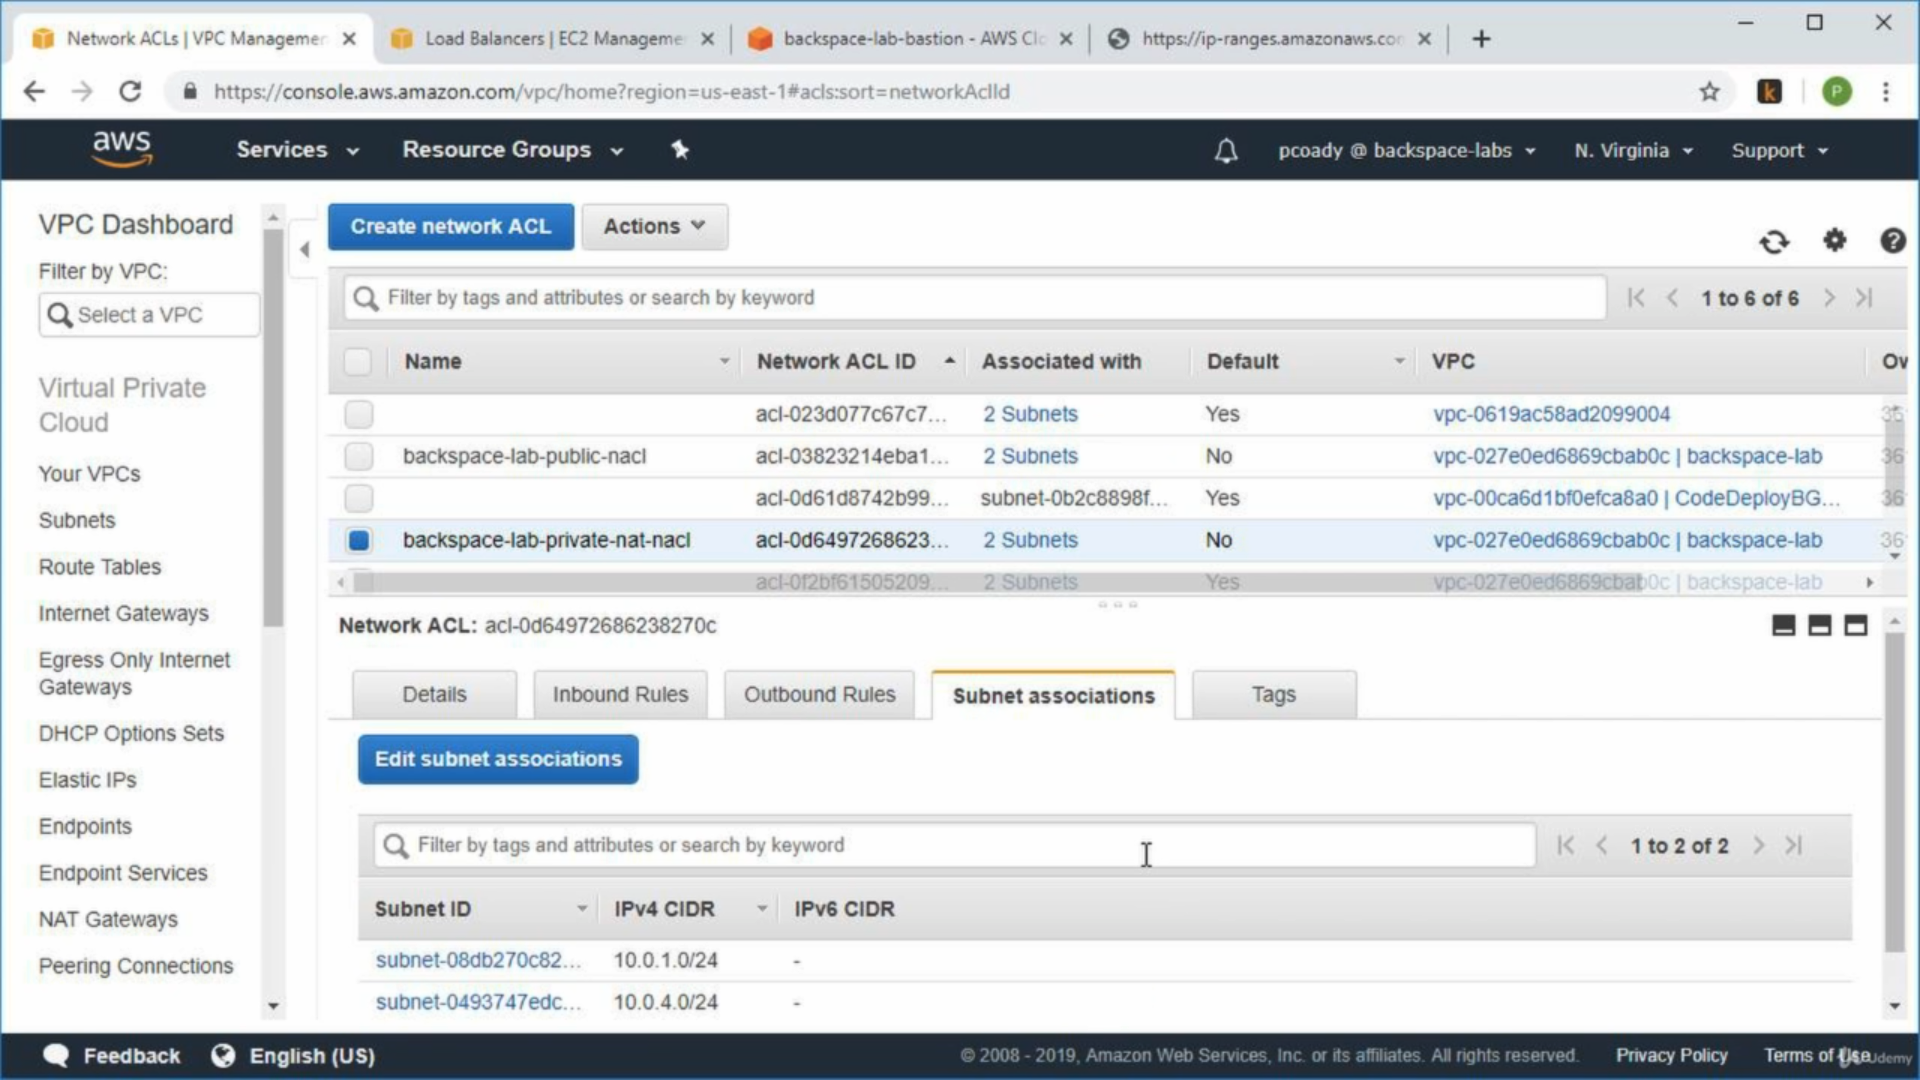 Network ACLs | VPC Managemen
Load Balancers | EC2 Manageme
backspace-lab-bastion - AWS Clo
https://ip-ranges.amazonaws.co
https://console.aws.amazon.com/vpc/home?region=us-east-1#acls:sort=networkAclId
k
P
aws
Services
Resource Groups
pcoady @ backspace-labs
N. Virginia
Support
VPC Dashboard
Filter by VPC:
Select a VPC
Virtual Private
Cloud
Your VPCs
Subnets
Route Tables
Internet Gateways
Egress Only Internet
Gateways
DHCP Options Sets
Elastic IPs
Endpoints
Endpoint Services
NAT Gateways
Peering Connections
Create network ACL
Actions
Filter by tags and attributes or search by keyword
1 to 6 of 6
Name Network ACL ID Associated with Default VPC Ow
acl-023d077c67c7... 2 Subnets Yes vpc-0619ac58ad2099004 36
backspace-lab-public-nacl acl-03823214eba1... 2 Subnets No vpc-027e0ed6869cbab0c | backspace-lab 36
acl-0d61d8742b99... subnet-0b2c8898f... Yes vpc-00ca6d1bf0efca8a0 | CodeDeployBG... 36
backspace-lab-private-nat-nacl acl-0d6497268623... 2 Subnets No vpc-027e0ed6869cbab0c | backspace-lab 36
acl-0f2bf61505209... 2 Subnets Yes vpc-027e0ed6869cbab0c | backspace-lab
Network ACL: acl-0d64972686238270c
Details
Inbound Rules
Outbound Rules
Subnet associations
Tags
Edit subnet associations
Filter by tags and attributes or search by keyword
1 to 2 of 2
Subnet ID IPv4 CIDR IPv6 CIDR
subnet-08db270c82... 10.0.1.0/24 -
subnet-0493747edc... 10.0.4.0/24 -
Feedback
English (US)
© 2008 - 2019, Amazon Web Services, Inc. or its affiliates. All rights reserved.
Privacy Policy
Terms of Use
Udemy